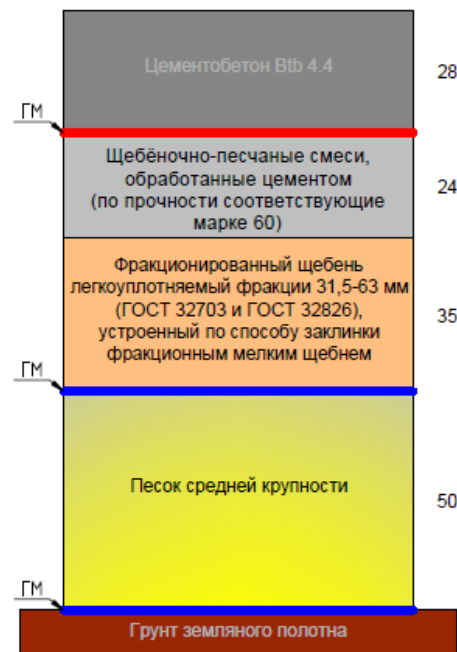 Цементобетон Btb 4.4
28
ГМ
Щебёночно-песчаные смеси,
обработанные цементом
(по прочности соответствующие
марке 60)
24
Фракционированный щебень
легкоуплотняемый фракции 31,5-63 мм
(ГОСТ 32703 и ГОСТ 32826),
устроенный по способу заклинки
фракционным мелким щебнем
35
ГМ
Песок средней крупности
50
ГМ
Грунт земляного полотна